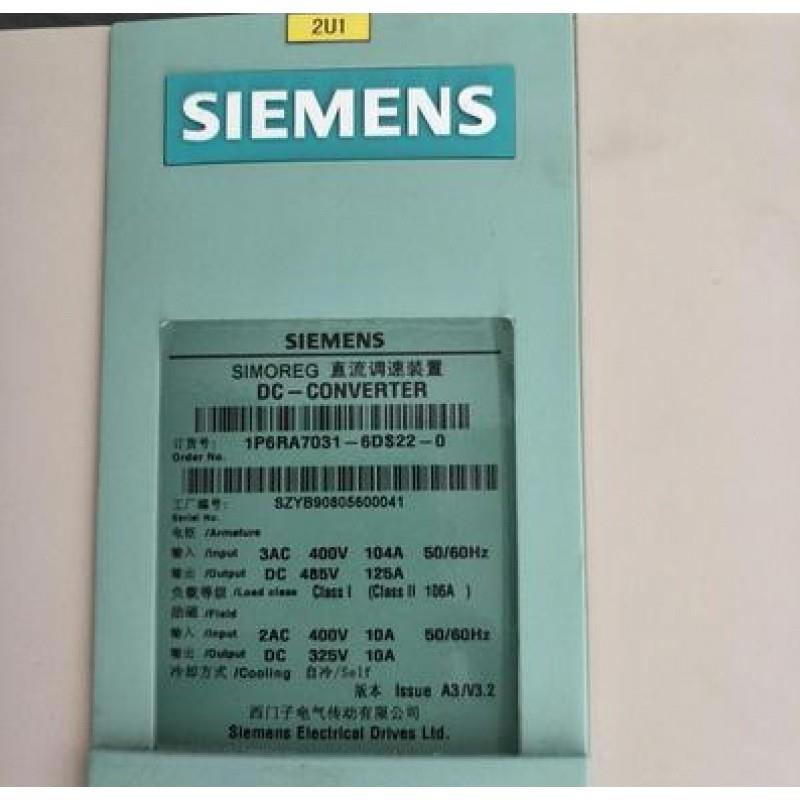 2U1
SIEMENS
SIEMENS
SIMOREG 直流调速装置
DC-CONVERTER
订货号: 1P6RA7031-6DS22-0
Order No.
工厂编号: SZYB90805600041
Serial No.
电枢 /Armature
输入 /Input 3AC 400V 104A 50/60Hz
输出 /Output DC 485V 125A
负载等级 /Load class Class I (Class II 106A )
励磁 /Field
输入 /Input 2AC 400V 10A 50/60Hz
输出 /Output DC 325V 10A
冷却方式 /Cooling 自冷/Self
版本 Issue A3/V3.2
西门子电气传动有限公司
Siemens Electrical Drives Ltd.